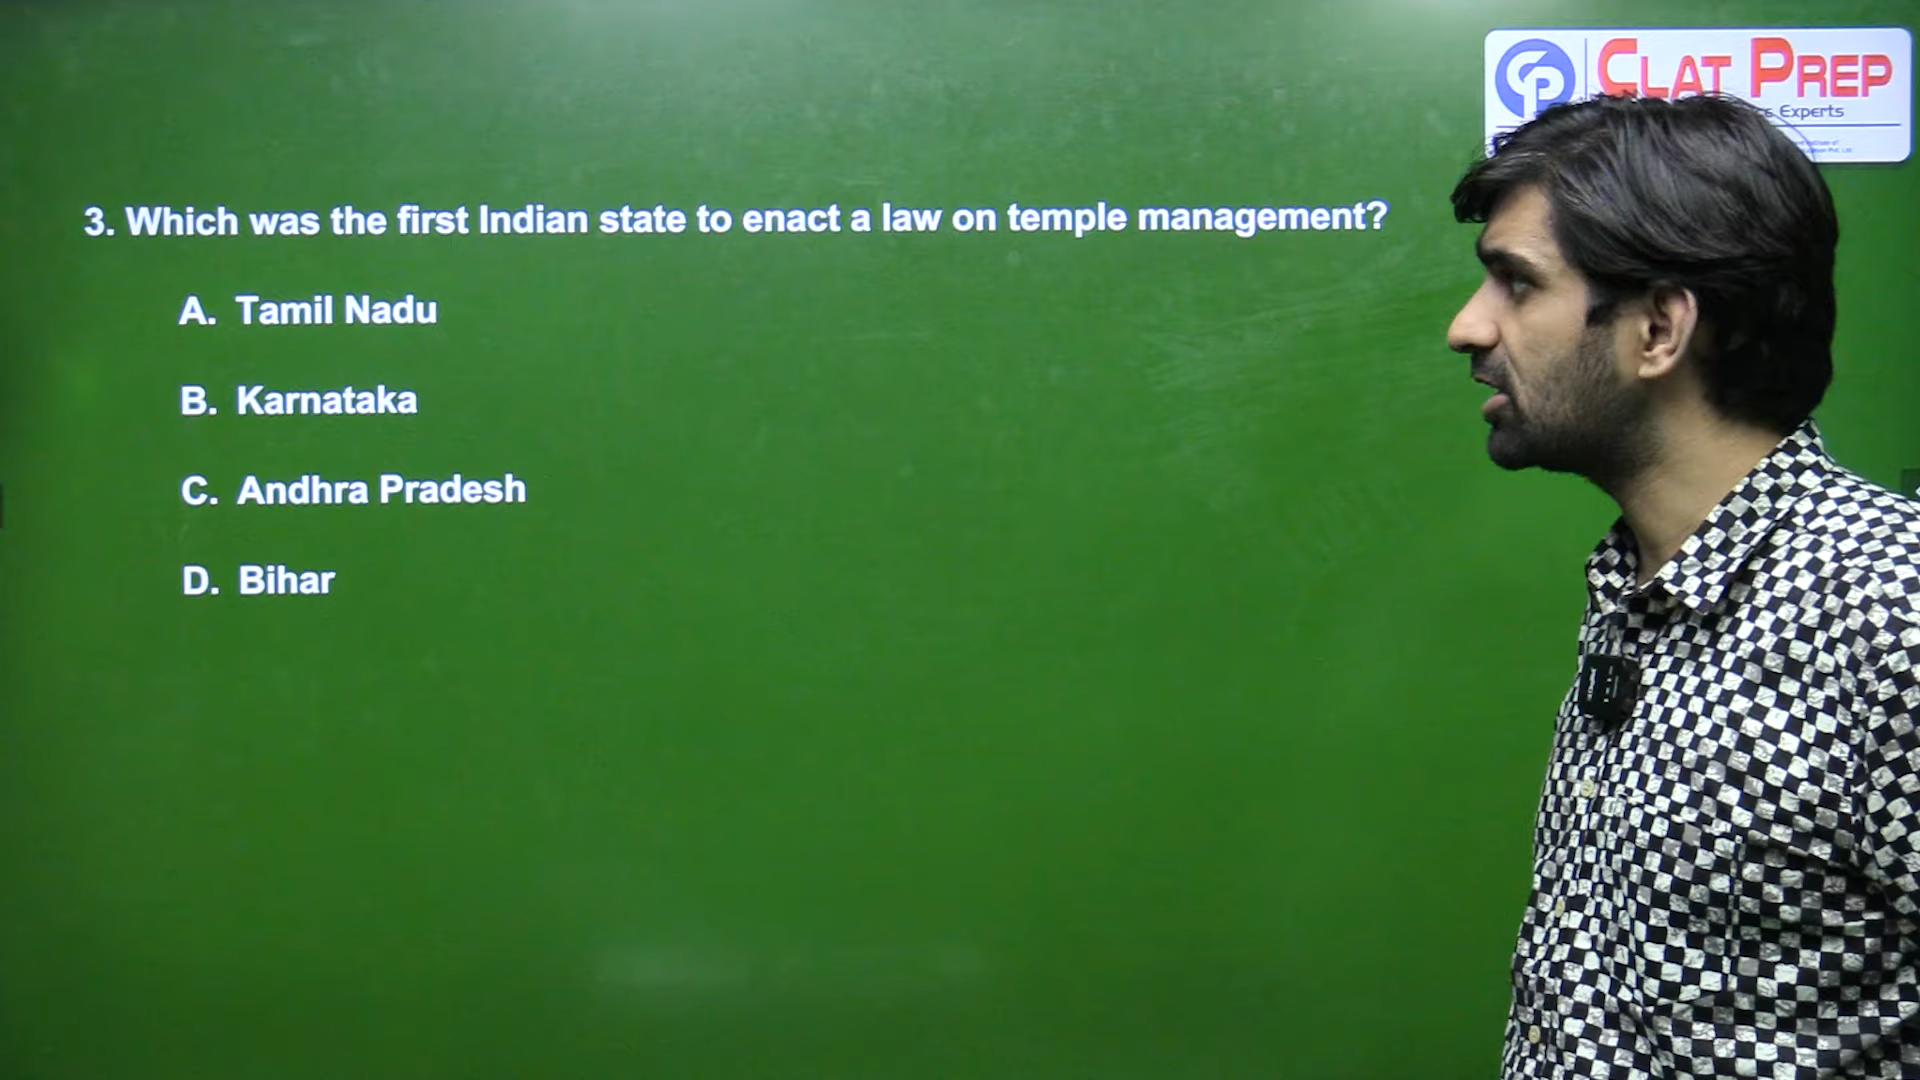 CP CLAT PREP
Experts
3. Which was the first Indian state to enact a law on temple management?
A. Tamil Nadu
B. Karnataka
C. Andhra Pradesh
D. Bihar